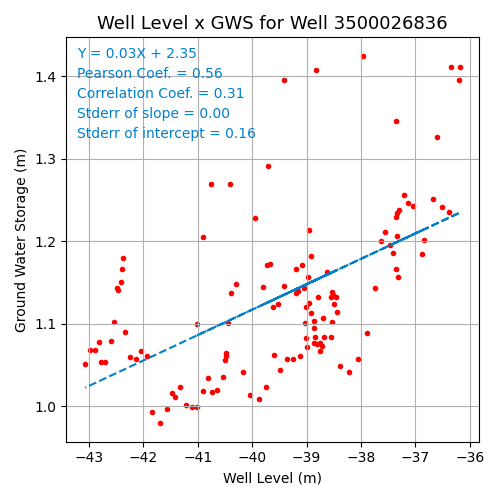 Well Level x GWS for Well 3500026836
Y = 0.03X + 2.35
Pearson Coef. = 0.56
Correlation Coef. = 0.31
Stderr of slope = 0.00
Stderr of intercept = 0.16
Ground Water Storage (m)
1.4
1.3
1.2
1.1
1.0
−43 −42 −41 −40 −39 −38 −37 −36
Well Level (m)